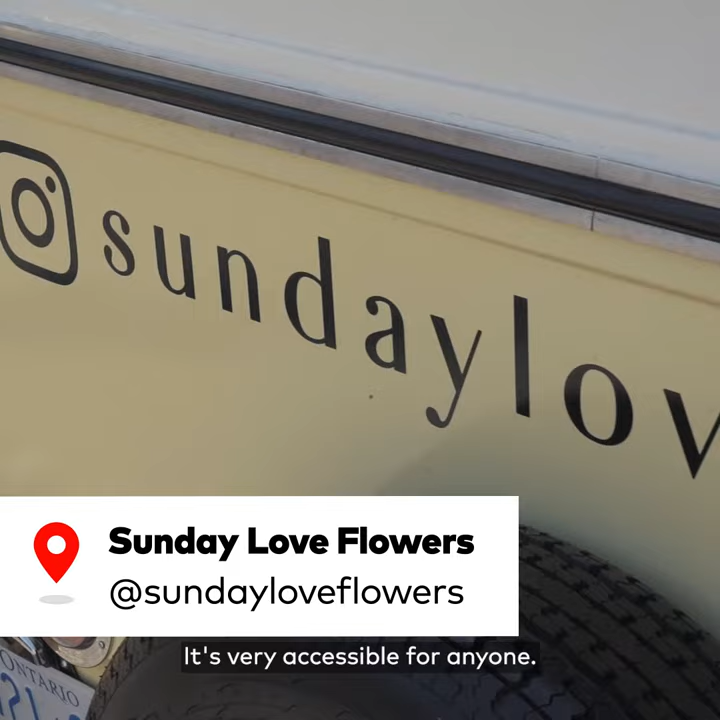 sundaylov
Sunday Love Flowers
@sundayloveflowers
It's very accessible for anyone.
ONTARIO